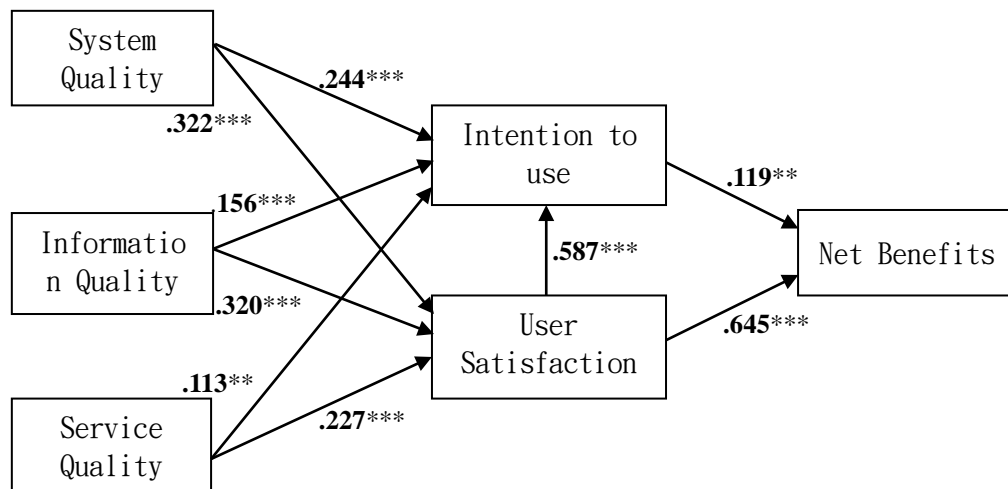 System
Quality
.244***
.322***
Intention to
use
.119**
.156***
Informatio
n Quality
.587***
Net Benefits
.320***
User
Satisfaction
.645***
.113**
.227***
Service
Quality